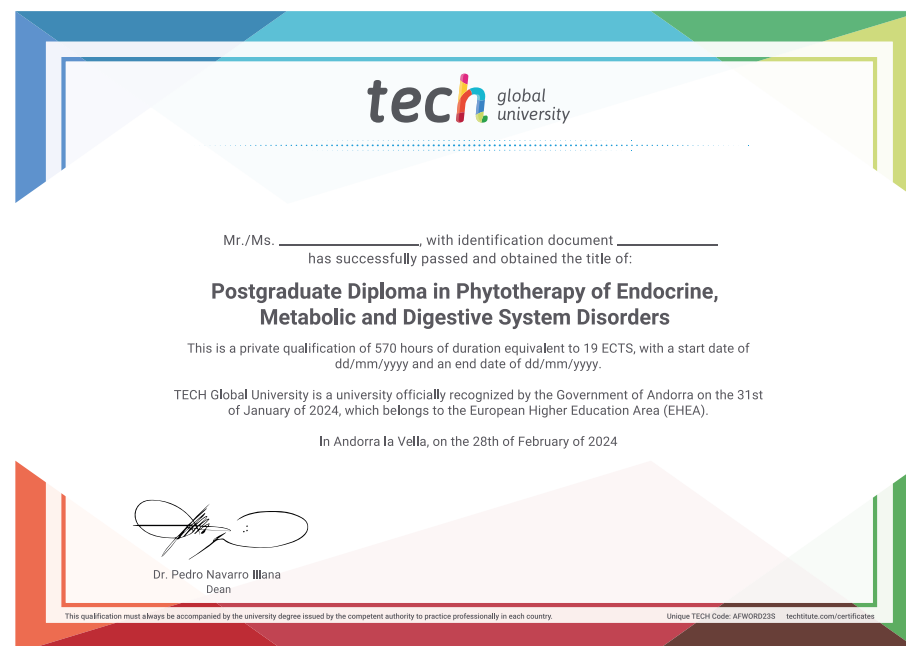 tech global university
Mr./Ms. ____________, with identification document ____________
has successfully passed and obtained the title of:
Postgraduate Diploma in Phytotherapy of Endocrine,
Metabolic and Digestive System Disorders
This is a private qualification of 570 hours of duration equivalent to 19 ECTS, with a start date of
dd/mm/yyyy and an end date of dd/mm/yyyy.
TECH Global University is a university officially recognized by the Government of Andorra on the 31st
of January of 2024, which belongs to the European Higher Education Area (EHEA).
In Andorra la Vella, on the 28th of February of 2024
Dr. Pedro Navarro Illana
Dean
This qualification must always be accompanied by the university degree issued by the competent authority to practice professionally in each country.
Unique TECH Code: AFWORD23S techtitute.com/certificates